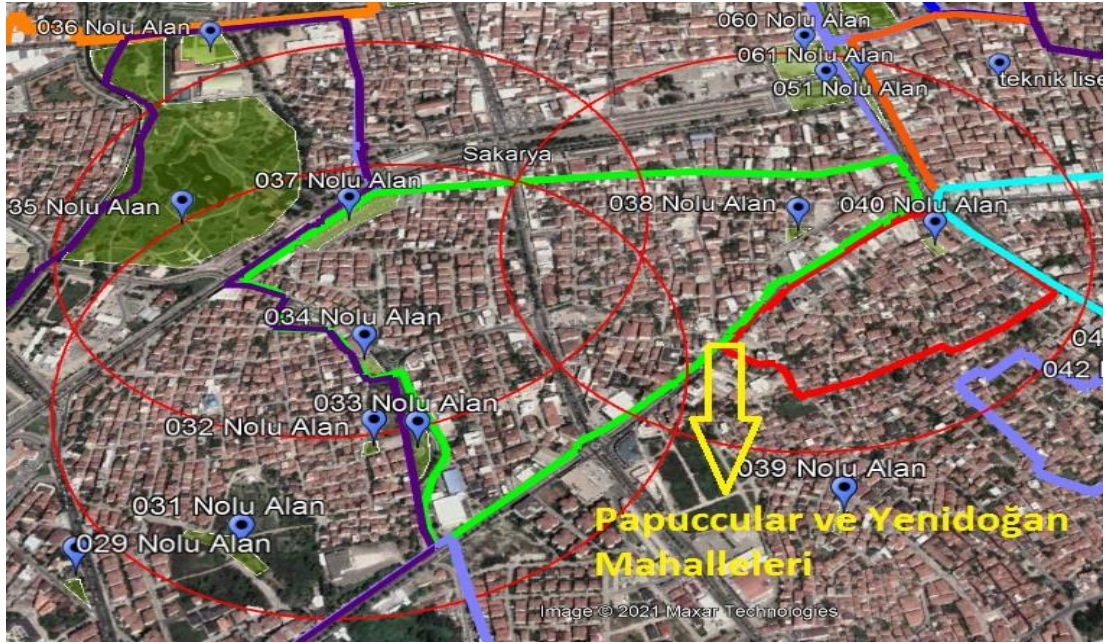 036 Nolu Alan
060 Nolu Alan
061 Nolu Alan
051 Nolu Alan
teknik lise
Sakarya
037 Nolu Alan
35 Nolu Alan
038 Nolu Alan
040 Nolu Alan
034 Nolu Alan
04
042
033 Nolu Alan
032 Nolu Alan
039 Nolu Alan
031 Nolu Alan
029 Nolu Alan
Papuccular ve Yenidoğan
Mahalleleri
Image © 2021 Maxar Technologies